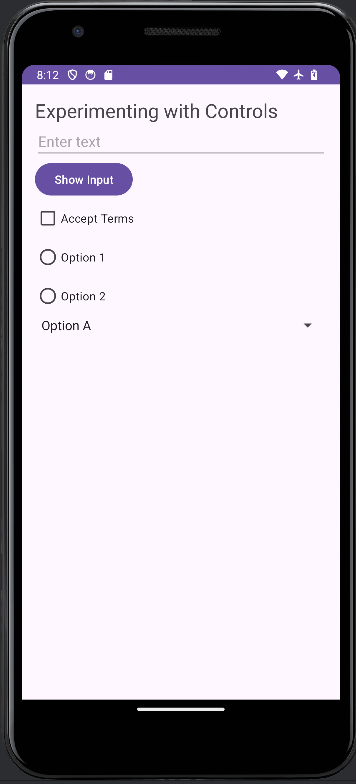 8:12
Experimenting with Controls
Enter text
Show Input
Accept Terms
Option 1
Option 2
Option A